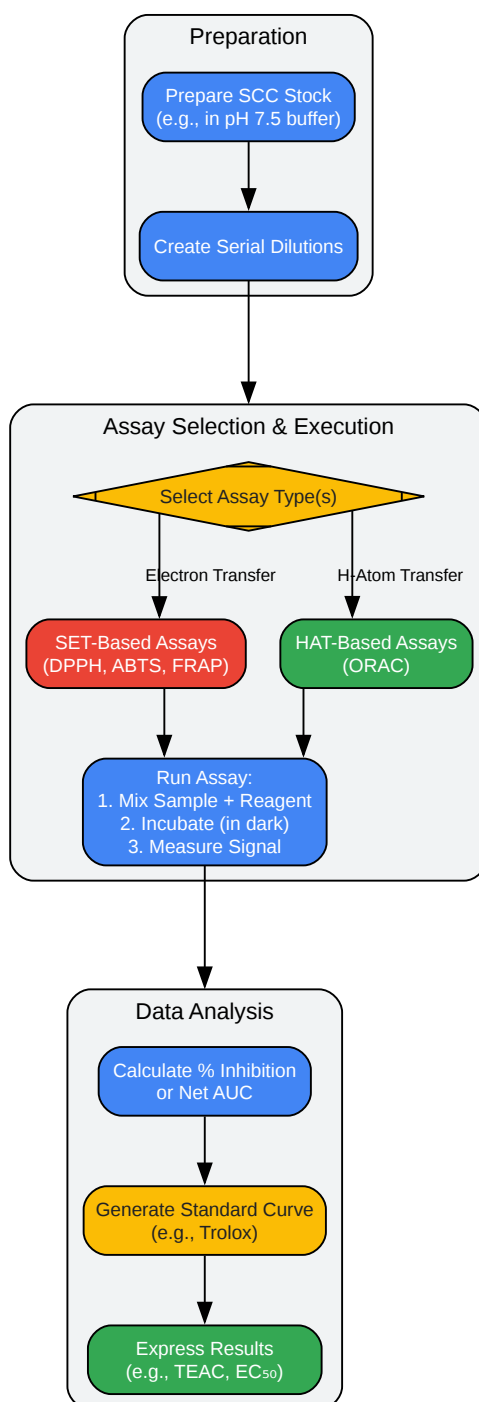 Preparation
Prepare SCC Stock
(e.g., in pH 7.5 buffer)
Create Serial Dilutions
Assay Selection & Execution
Select Assay Type(s)
Electron Transfer
H-Atom Transfer
SET-Based Assays
(DPPH, ABTS, FRAP)
HAT-Based Assays
(ORAC)
Run Assay:
1. Mix Sample + Reagent
2. Incubate (in dark)
3. Measure Signal
Data Analysis
Calculate % Inhibition
or Net AUC
Generate Standard Curve
(e.g., Trolox)
Express Results
(e.g., TEAC, EC₅₀)